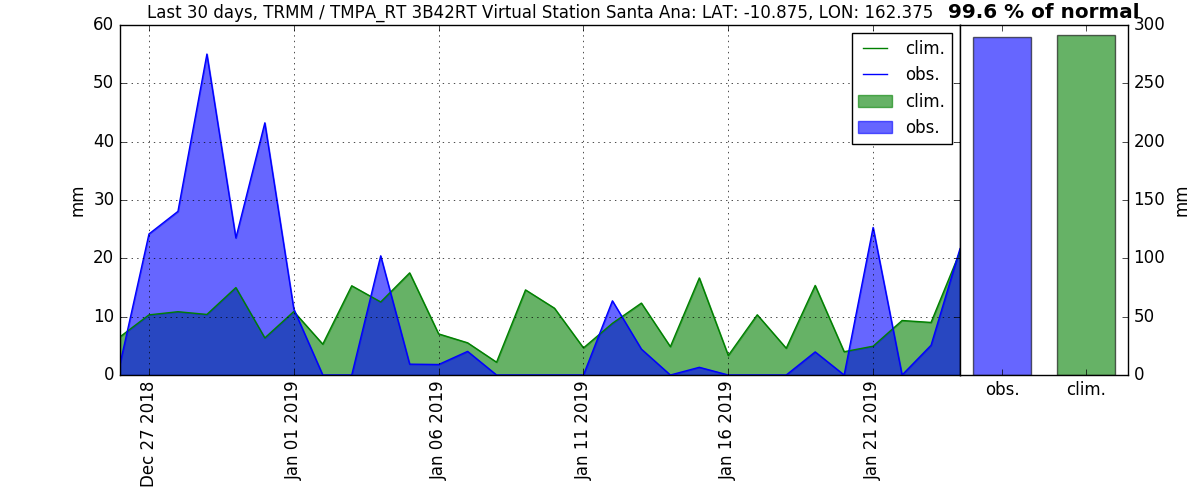 Last 30 days, TRMM / TMPA_RT 3B42RT Virtual Station Santa Ana: LAT: -10.875, LON: 162.375
99.6 % of normal
60
50
40
30
20
10
0
mm
clim.
obs.
clim.
obs.
Dec 27 2018
Jan 01 2019
Jan 06 2019
Jan 11 2019
Jan 16 2019
Jan 21 2019
300
250
200
150
100
50
0
mm
obs.
clim.